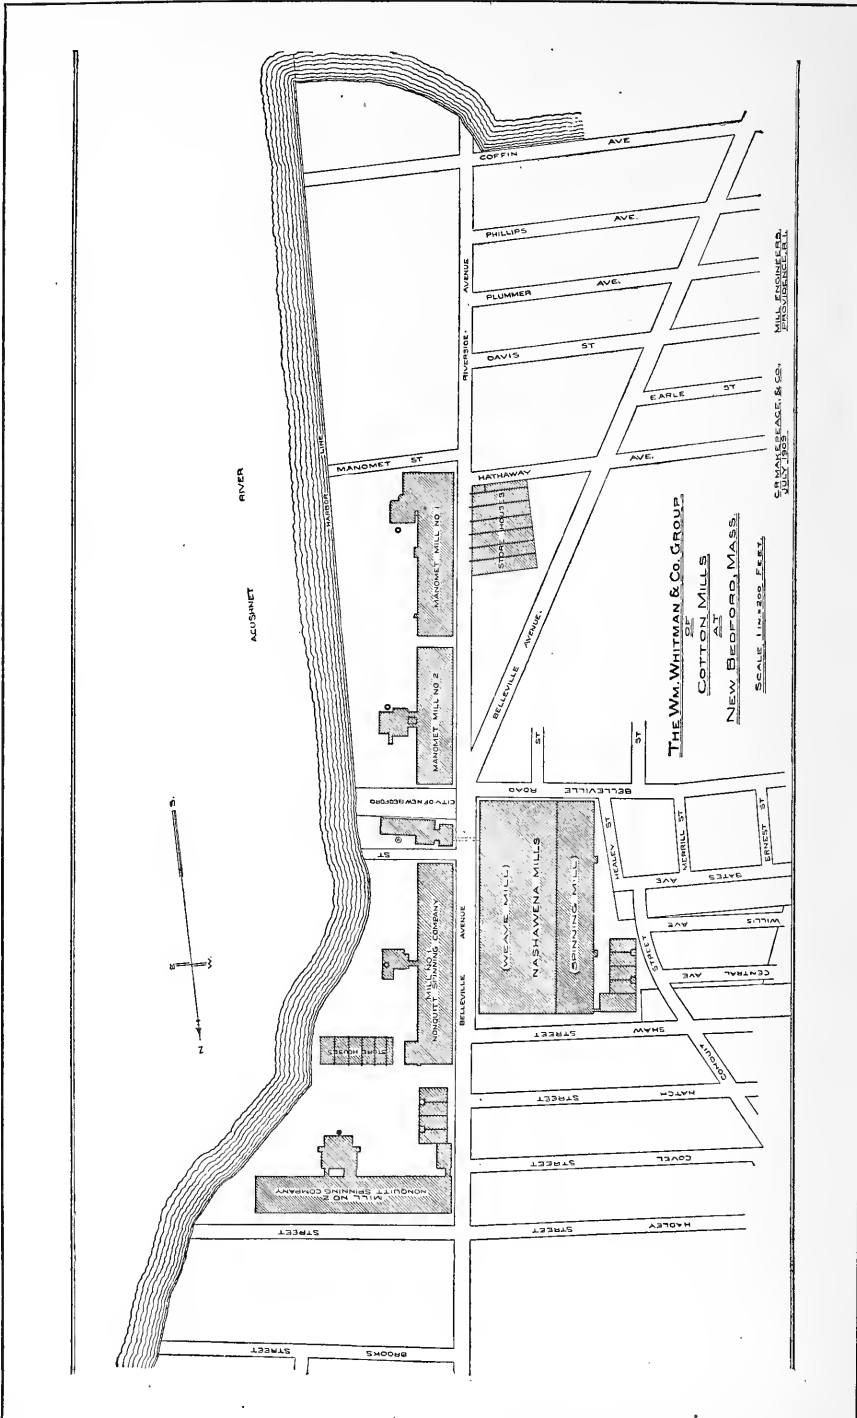 THE WM. WHITMAN & CO. GROUP
OF
COTTON MILLS
AT
NEW BEDFORD, MASS.
SCALE, 1 IN.=200 FEET.
C.R. MAKEPEACE, & CO.
JULY 1909.
MILL ENGINEERS.
PROVIDENCE, R.I.
ACUSHNET
RIVER
HARBOR LINE
S.
E
W
N
COFFIN AVE
PHILLIPS AVE.
PLUMMER AVE.
DAVIS ST
EARLE ST
HATHAWAY AVE.
MANOMET ST
RIVERSIDE. AVENUE
BELLEVILLE AVENUE.
MANOMET MILL NO. 1
STORE HOUSES
MANOMET MILL NO. 2
CITY OF NEW BEDFORD
ST
BELLEVILLE ROAD
ST
ST
(WEAVE MILL)
NASHAWENA MILLS
(SPINNING MILL)
HEALEY ST
MERRILL ST
ERNEST ST
GATES AVE
WILLIS AVE
CENTRAL AVE
CONDUIT STREET
SHAW STREET
HATCH STREET
COVEL STREET
HADLEY STREET
STREET
BROOKS STREET
BELLEVILLE AVENUE
MILL NO. 1
NONQUITT SPINNING COMPANY
STORE HOUSES
MILL NO. 2
NONQUITT SPINNING COMPANY